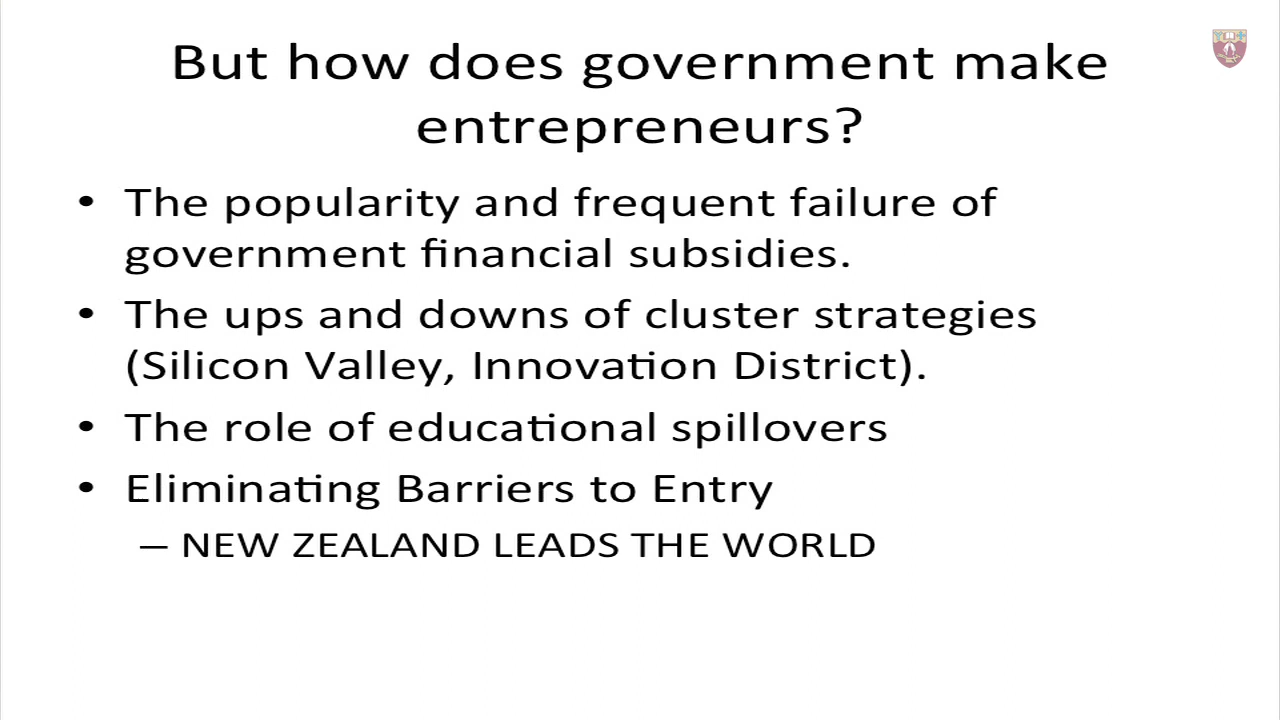 But how does government make
entrepreneurs?
• The popularity and frequent failure of
government financial subsidies.
• The ups and downs of cluster strategies
(Silicon Valley, Innovation District).
• The role of educational spillovers
• Eliminating Barriers to Entry
– NEW ZEALAND LEADS THE WORLD